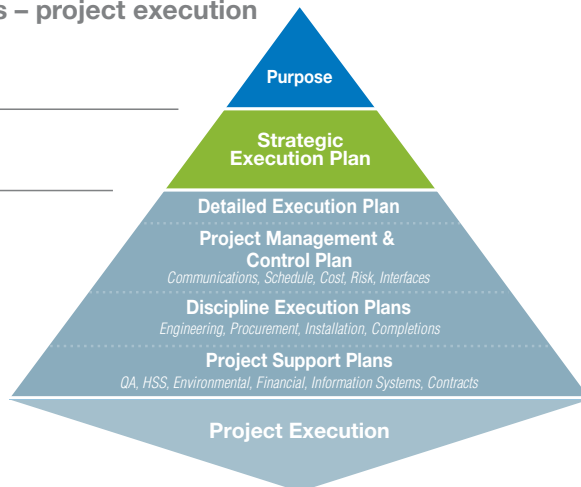 s – project execution
Purpose
Strategic
Execution Plan
Detailed Execution Plan
Project Management &
Control Plan
Communications, Schedule, Cost, Risk, Interfaces
Discipline Execution Plans
Engineering, Procurement, Installation, Completions
Project Support Plans
QA, HSS, Environmental, Financial, Information Systems, Contracts
Project Execution